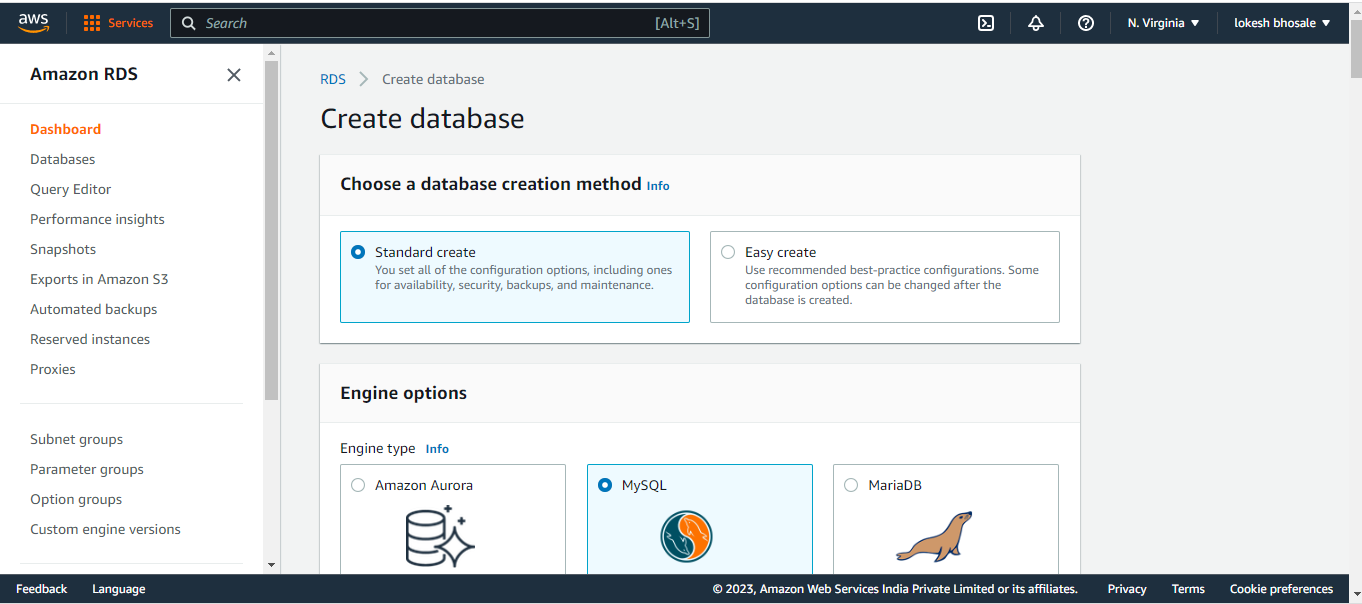 aws
Services
Search
[Alt+S]
N. Virginia
lokesh bhosale
Amazon RDS
Dashboard
Databases
Query Editor
Performance insights
Snapshots
Exports in Amazon S3
Automated backups
Reserved instances
Proxies
Subnet groups
Parameter groups
Option groups
Custom engine versions
RDS
Create database
Create database
Choose a database creation method Info
Standard create
You set all of the configuration options, including ones
for availability, security, backups, and maintenance.
Easy create
Use recommended best-practice configurations. Some
configuration options can be changed after the
database is created.
Engine options
Engine type Info
Amazon Aurora
MySQL
MariaDB
Feedback
Language
© 2023, Amazon Web Services India Private Limited or its affiliates.
Privacy
Terms
Cookie preferences